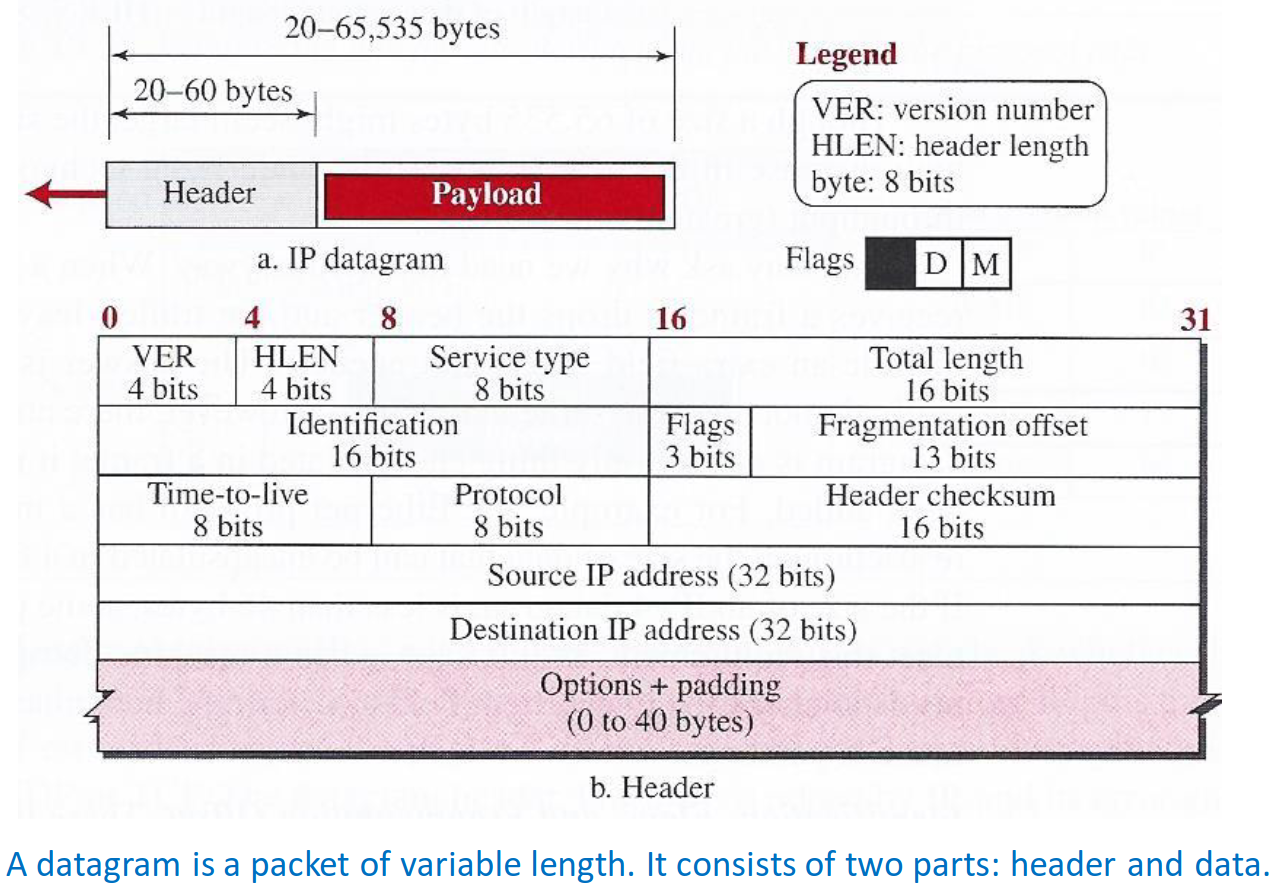 20–65,535 bytes
Legend
20–60 bytes
VER: version number
HLEN: header length
byte: 8 bits
Header
Payload
a. IP datagram
Flags D M
0 4 8 16 31
VER HLEN Service type Total length
4 bits 4 bits 8 bits 16 bits
Identification Flags Fragmentation offset
16 bits 3 bits 13 bits
Time-to-live Protocol Header checksum
8 bits 8 bits 16 bits
Source IP address (32 bits)
Destination IP address (32 bits)
Options + padding
(0 to 40 bytes)
b. Header
A datagram is a packet of variable length. It consists of two parts: header and data.